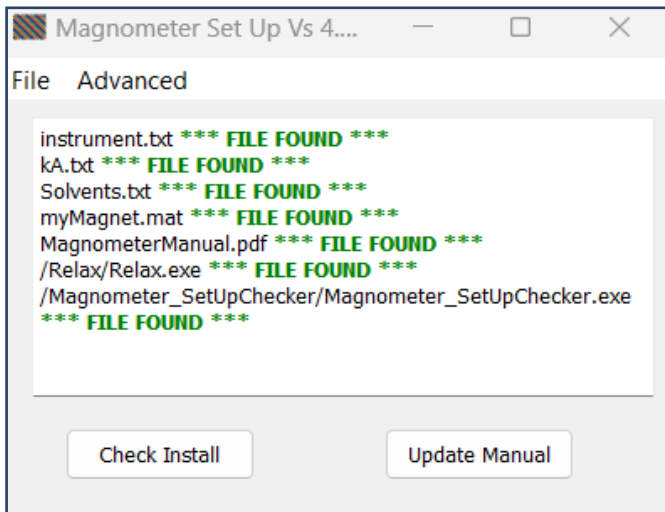 Magnometer Set Up Vs 4....
File Advanced
instrument.txt *** FILE FOUND ***
kA.txt *** FILE FOUND ***
Solvents.txt *** FILE FOUND ***
myMagnet.mat *** FILE FOUND ***
MagnometerManual.pdf *** FILE FOUND ***
/Relax/Relax.exe *** FILE FOUND ***
/Magnometer_SetUpChecker/Magnometer_SetUpChecker.exe
*** FILE FOUND ***
Check Install Update Manual